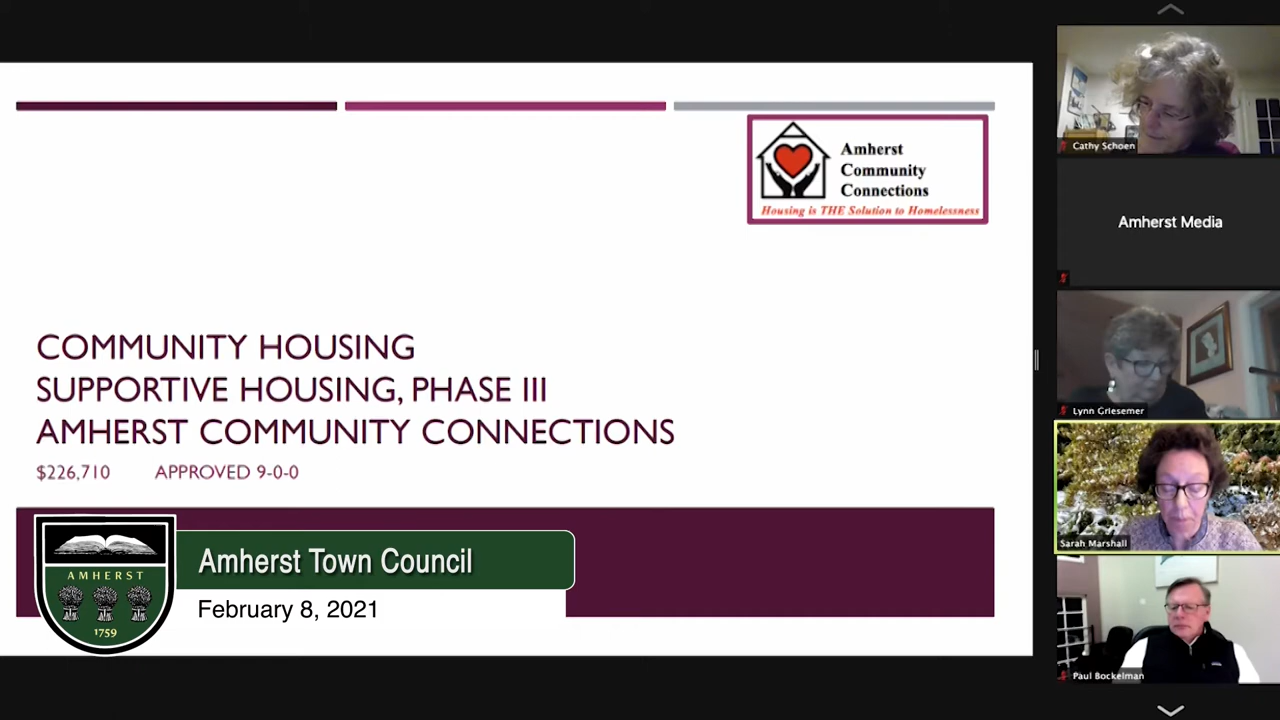 Amherst
Community
Connections
Housing is THE Solution to Homelessness
COMMUNITY HOUSING
SUPPORTIVE HOUSING, PHASE III
AMHERST COMMUNITY CONNECTIONS
$226,710 APPROVED 9-0-0
AMHERST
1759
Amherst Town Council
February 8, 2021
Cathy Schoen
Amherst Media
Lynn Griesemer
Sarah Marshall
Paul Bockelman